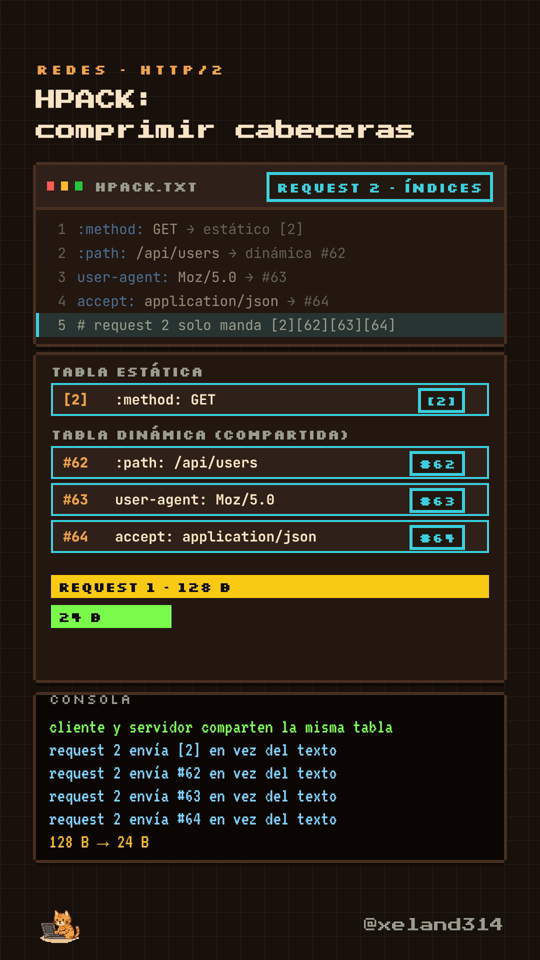 REDES · HTTP/2
HPACK:
comprimir cabeceras
HPACK.TXT
REQUEST 2 · ÍNDICES
1 :method: GET → estático [2]
2 :path: /api/users → dinámica #62
3 user-agent: Moz/5.0 → #63
4 accept: application/json → #64
5 # request 2 solo manda [2][62][63][64]
TABLA ESTÁTICA
[2] :method: GET [2]
TABLA DINÁMICA (COMPARTIDA)
#62 :path: /api/users #62
#63 user-agent: Moz/5.0 #63
#64 accept: application/json #64
REQUEST 1 · 128 B
24 B
CONSOLA
cliente y servidor comparten la misma tabla
request 2 envía [2] en vez del texto
request 2 envía #62 en vez del texto
request 2 envía #63 en vez del texto
request 2 envía #64 en vez del texto
128 B → 24 B
@xeland314